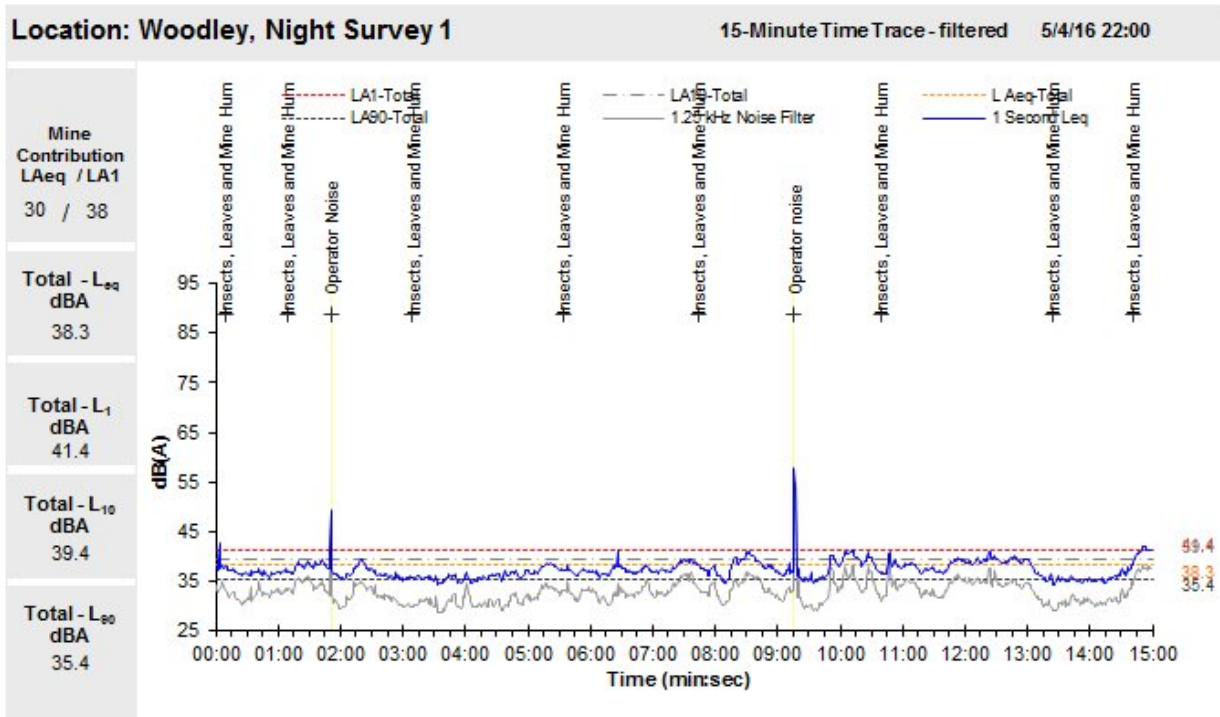 Location: Woodley, Night Survey 1
15-Minute Time Trace - filtered 5/4/16 22:00
Mine
Contribution
LAeq / LA1
30 / 38
Total - Leq
dBA
38.3
Total - L1
dBA
41.4
Total - L10
dBA
39.4
Total - L90
dBA
35.4
LA1-Total
LA10-Total
L Aeq-Total
LA90-Total
1.25 kHz Noise Filter
1 Second Leq
Insects, Leaves and Mine Hum
Insects, Leaves and Mine Hum
Operator Noise
Insects, Leaves and Mine Hum
Insects, Leaves and Mine Hum
Insects, Leaves and Mine Hum
Operator noise
Insects, Leaves and Mine Hum
Insects, Leaves and Mine Hum
Insects, Leaves and Mine Hum
dB(A)
95
85
75
65
55
45
35
25
38.3
35.4
00:00 01:00 02:00 03:00 04:00 05:00 06:00 07:00 08:00 09:00 10:00 11:00 12:00 13:00 14:00 15:00
Time (min:sec)